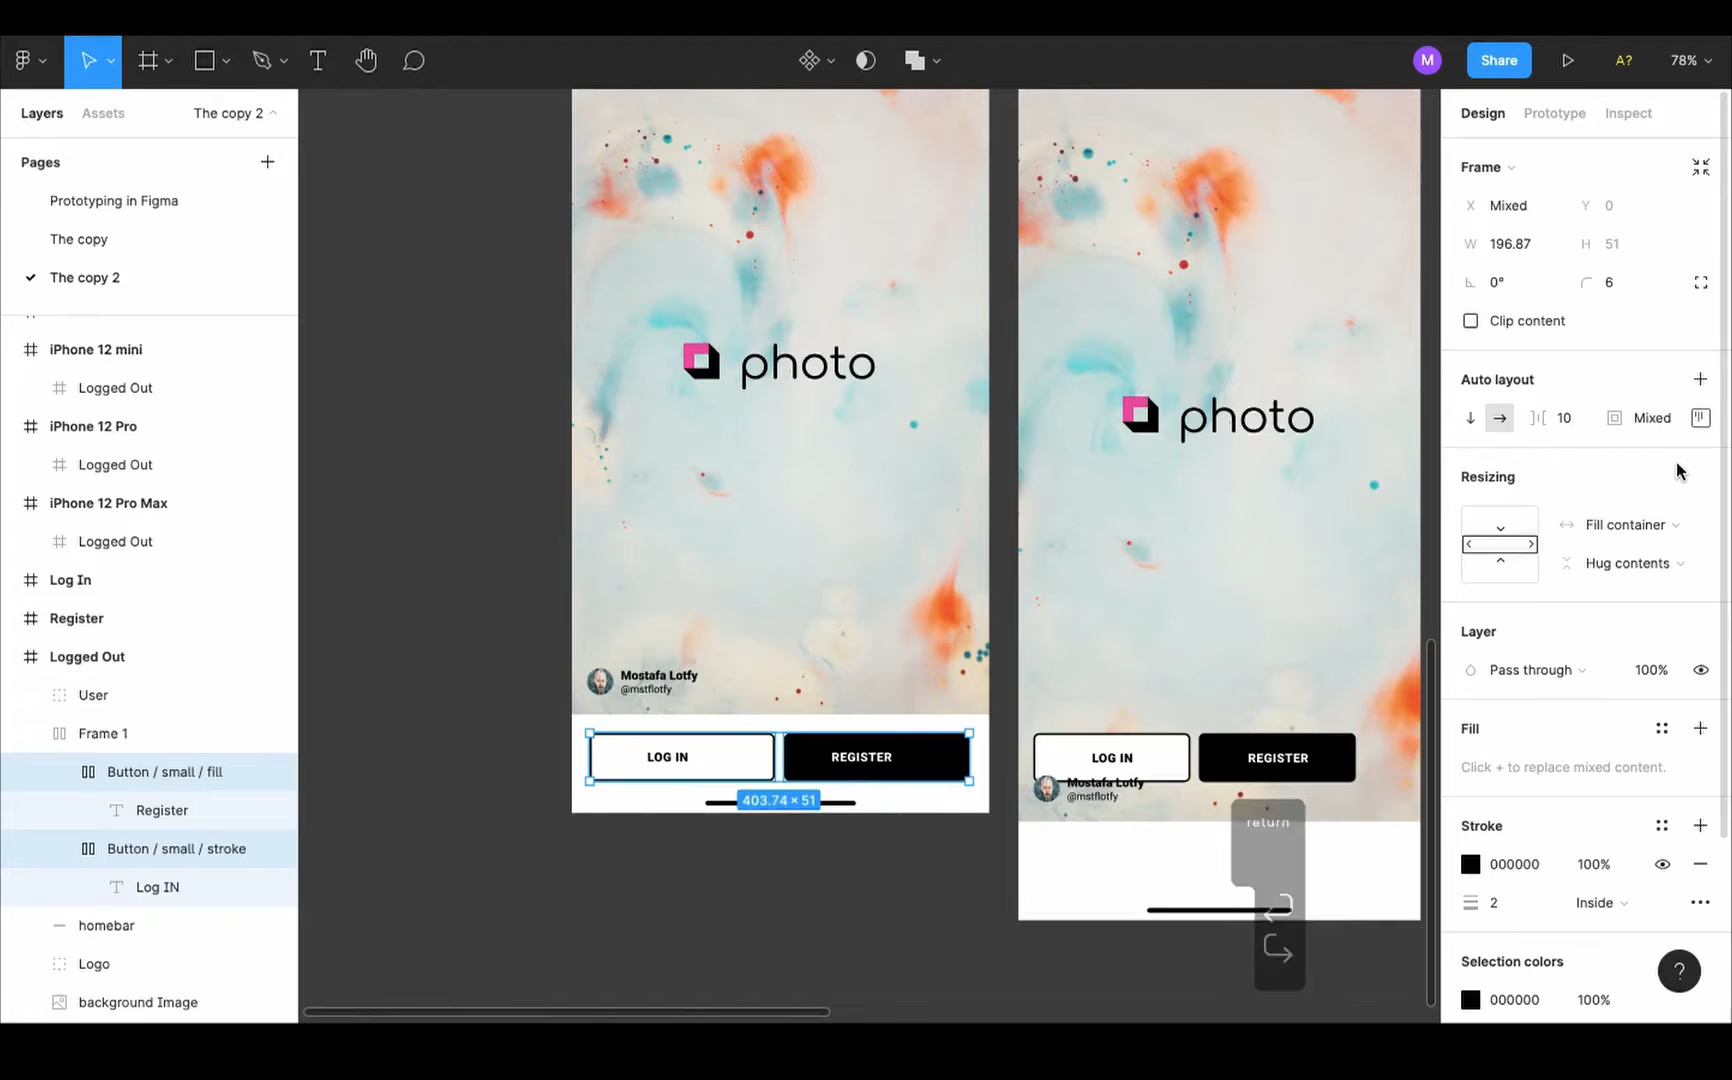 M
Share
A?
78%
Layers
Assets
The copy 2
Pages
Prototyping in Figma
The copy
The copy 2
iPhone 12 mini
Logged Out
iPhone 12 Pro
Logged Out
iPhone 12 Pro Max
Logged Out
Log In
Register
Logged Out
User
Frame 1
Button / small / fill
Register
Button / small / stroke
Log IN
homebar
Logo
background Image
photo
Mostafa Lotfy
@mstflotfy
LOG IN
REGISTER
403.74 × 51
photo
LOG IN
REGISTER
Mostafa Lotfy
@mstflotfy
return
Design
Prototype
Inspect
Frame
X Mixed
Y 0
W 196.87
H 51
0°
6
Clip content
Auto layout
10
Mixed
Resizing
Fill container
Hug contents
Layer
Pass through
100%
Fill
Click + to replace mixed content.
Stroke
000000
100%
2
Inside
Selection colors
000000
100%
?